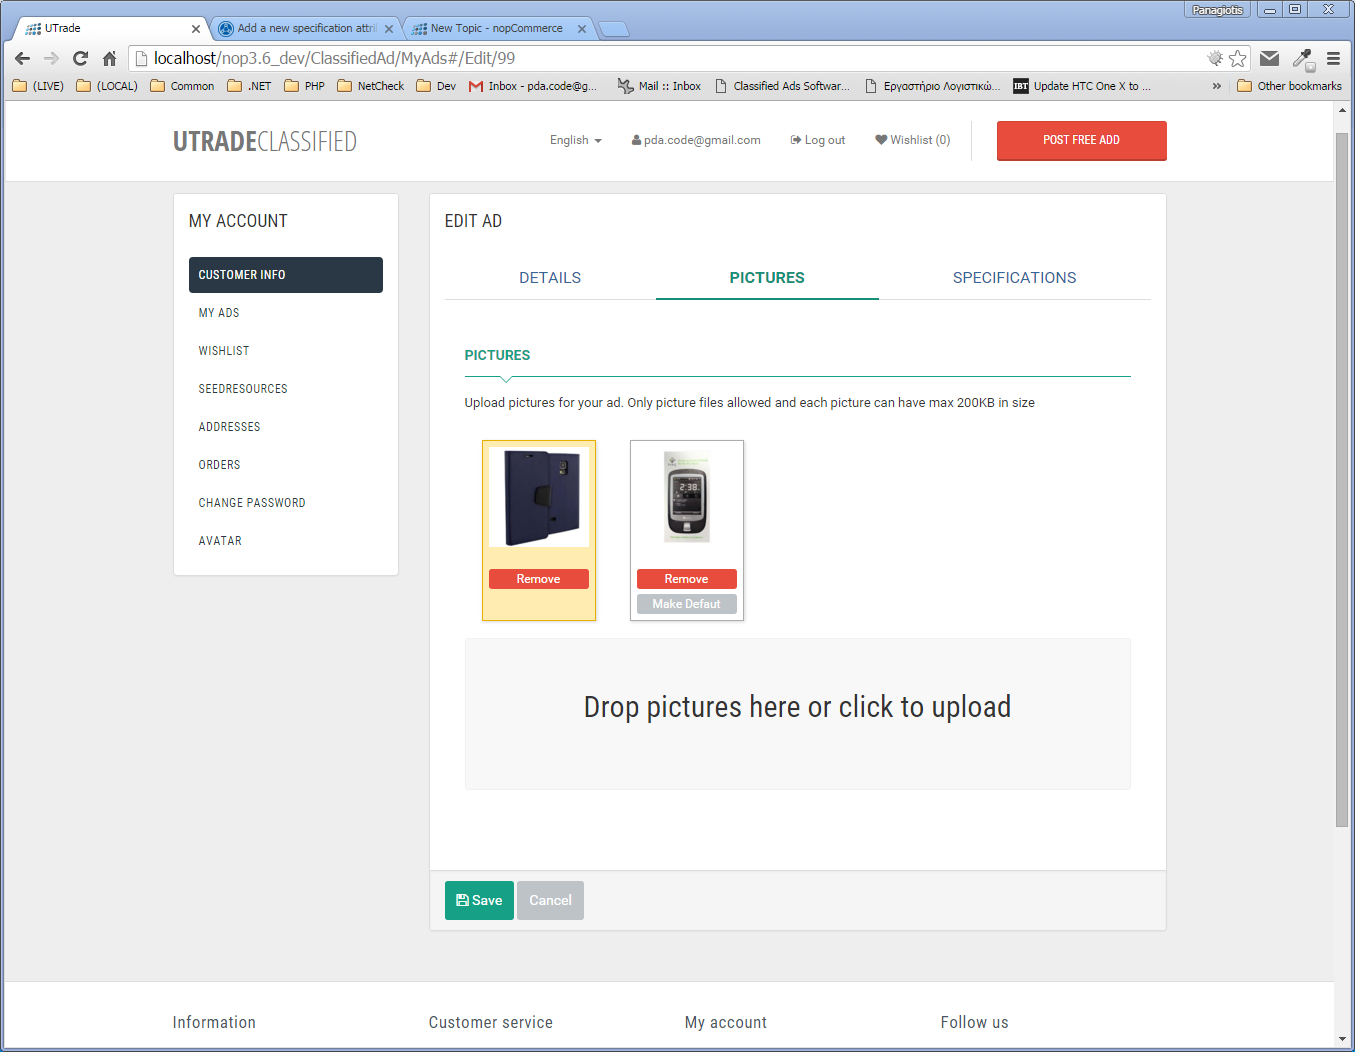 Panagiotis
UTrade
Add a new specification attri
New Topic - nopCommerce
localhost/nop3.6_dev/ClassifiedAd/MyAds#/Edit/99
(LIVE) (LOCAL) Common .NET PHP NetCheck Dev Inbox - pda.code@g... Mail :: Inbox Classified Ads Softwar... Εργαστήριο Λογιστικώ... IBT Update HTC One X to ... » Other bookmarks
UTRADECLASSIFIED
English pda.code@gmail.com Log out Wishlist (0) POST FREE ADD
MY ACCOUNT
CUSTOMER INFO
MY ADS
WISHLIST
SEEDRESOURCES
ADDRESSES
ORDERS
CHANGE PASSWORD
AVATAR
EDIT AD
DETAILS PICTURES SPECIFICATIONS
PICTURES
Upload pictures for your ad. Only picture files allowed and each picture can have max 200KB in size
2:38
Remove Remove
Make Defaut
Drop pictures here or click to upload
Save Cancel
Information Customer service My account Follow us